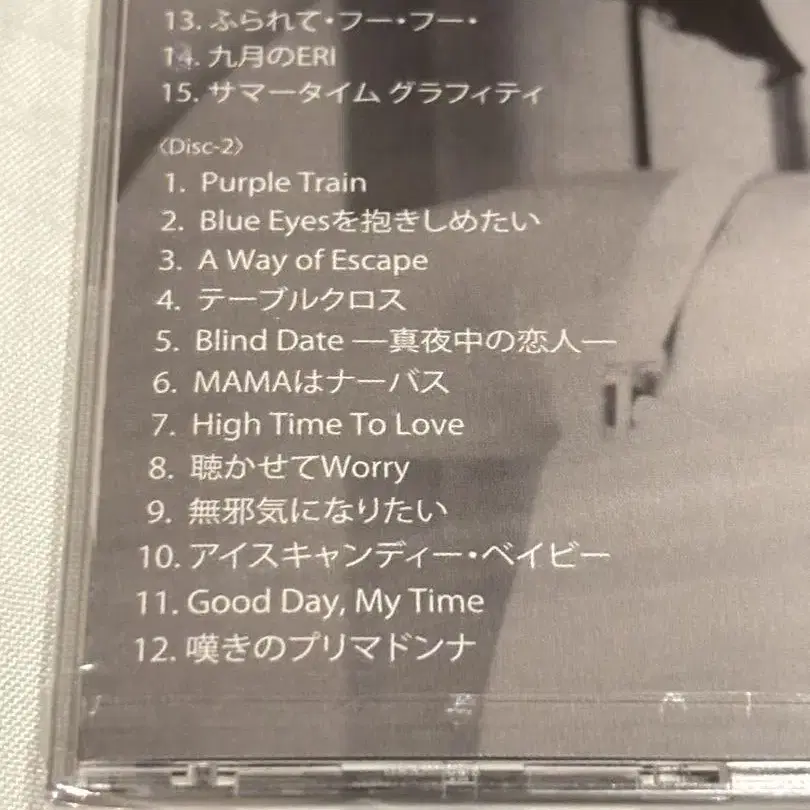 13. ふられて・フー・フー・
14. 九月のERI
15. サマータイム グラフィティ
〈Disc-2〉
1. Purple Train
2. Blue Eyesを抱きしめたい
3. A Way of Escape
4. テーブルクロス
5. Blind Date ―真夜中の恋人―
6. MAMAはナーバス
7. High Time To Love
8. 聴かせてWorry
9. 無邪気になりたい
10. アイスキャンディー・ベイビー
11. Good Day, My Time
12. 嘆きのプリマドンナ